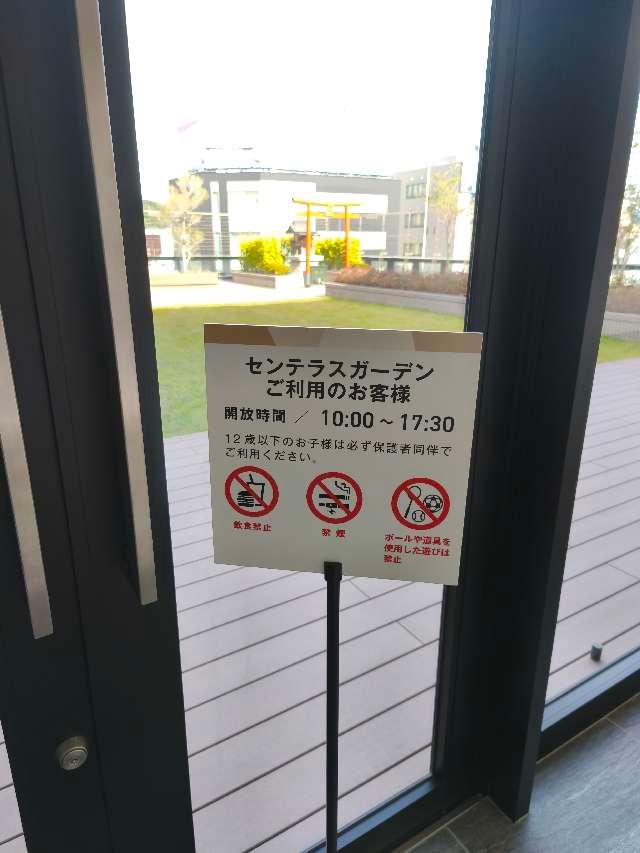 センテラスガーデン
ご利用のお客様
開放時間 ／ 10:00～17:30
12歳以下のお子様は必ず保護者同伴で
ご利用ください。
飲食禁止
禁煙
ボールや道具を
使用した遊びは
禁止